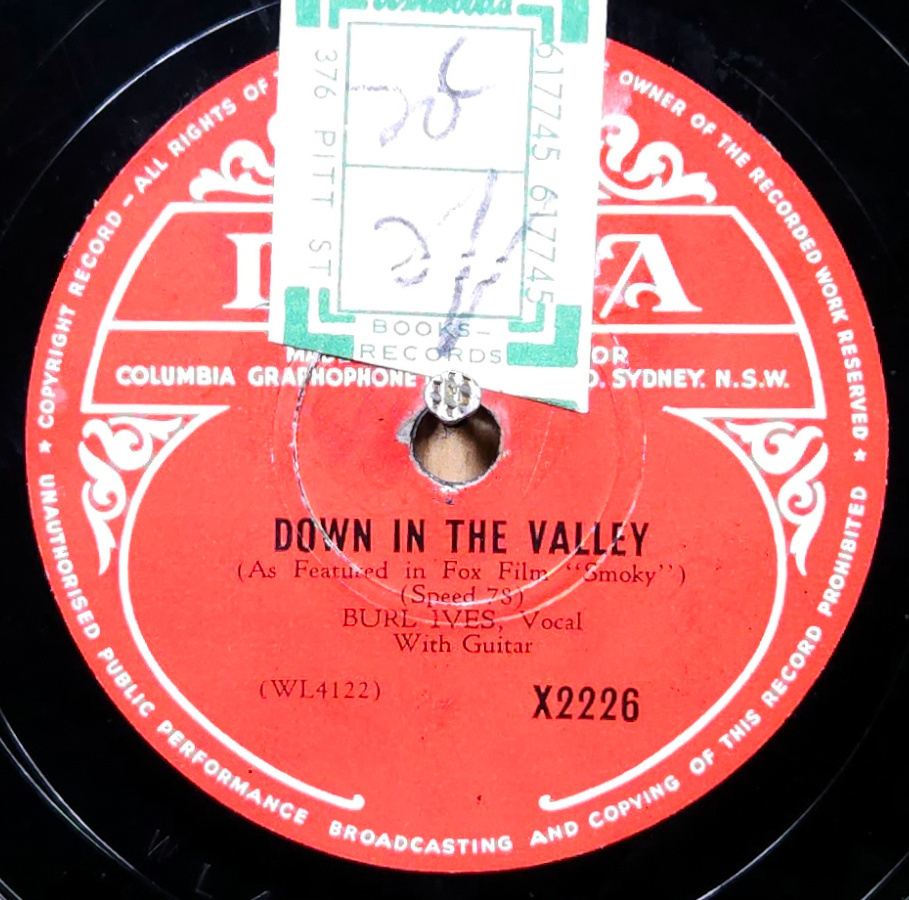 376 PITT ST
617745 617745
BOOKS-
RECORDS
COLUMBIA GRAPHOPHONE SYDNEY. N.S.W.
DOWN IN THE VALLEY
(As Featured in Fox Film "Smoky")
(Speed 78)
BURL IVES, Vocal
With Guitar
(WL4122)
X2226
★ COPYRIGHT RECORD – ALL RIGHTS OF
OWNER OF THE RECORDED WORK RESERVED ★
UNAUTHORISED PUBLIC PERFORMANCE BROADCASTING AND COPYING OF THIS RECORD PROHIBITED